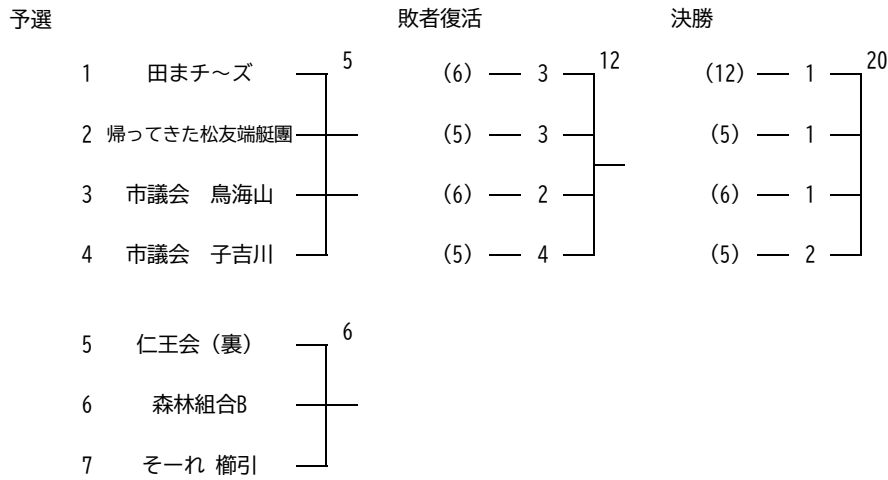 予選 敗者復活 決勝
5 12 20
1 田まチ～ズ (6) 3 (12) 1
2 帰ってきた松友端艇團 (5) 3 (5) 1
3 市議会　鳥海山 (6) 2 (6) 1
4 市議会　子吉川 (5) 4 (5) 2
6
5 仁王会（裏）
6 森林組合B
7 そーれ 櫛引